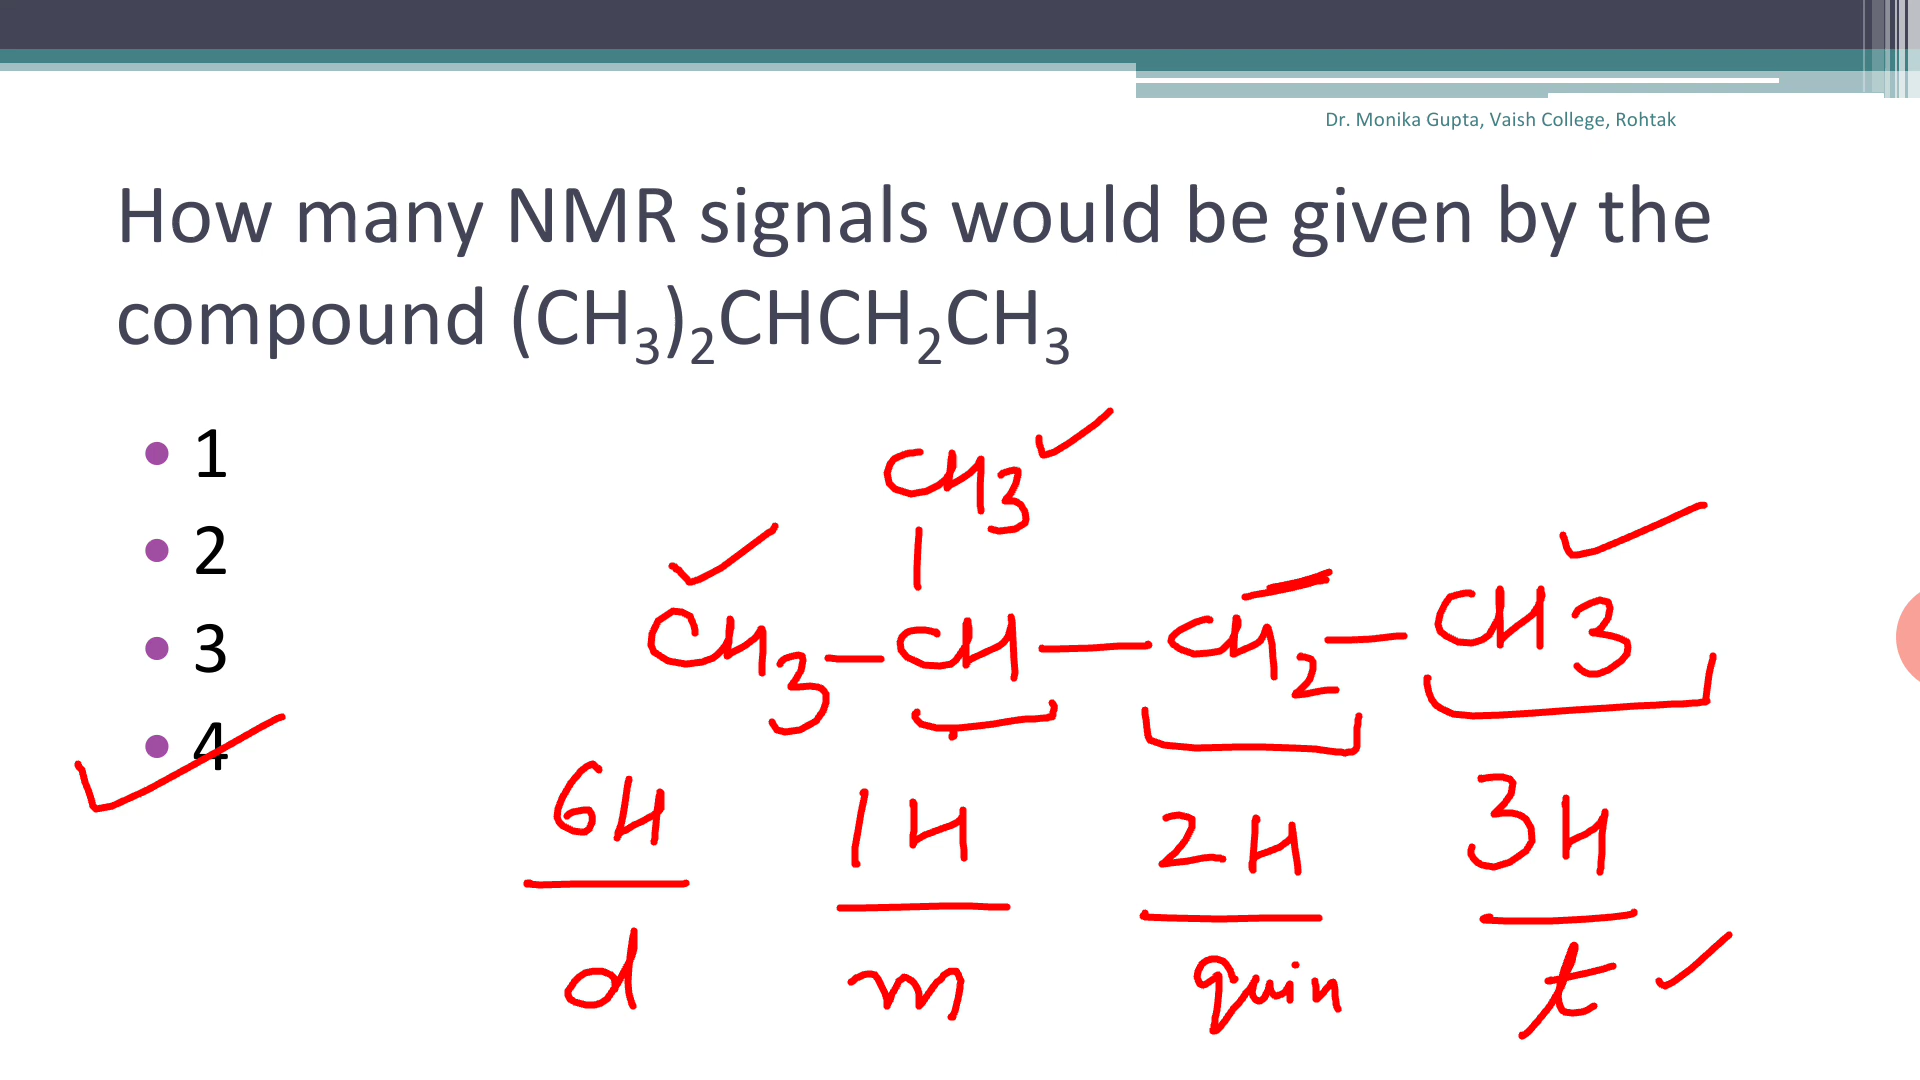 Dr. Monika Gupta, Vaish College, Rohtak
How many NMR signals would be given by the
compound (CH₃)₂CHCH₂CH₃
• 1
• 2
• 3
• 4
CH3
CH3—CH—CH2—CH3
6H 1H 2H 3H
d m quin t